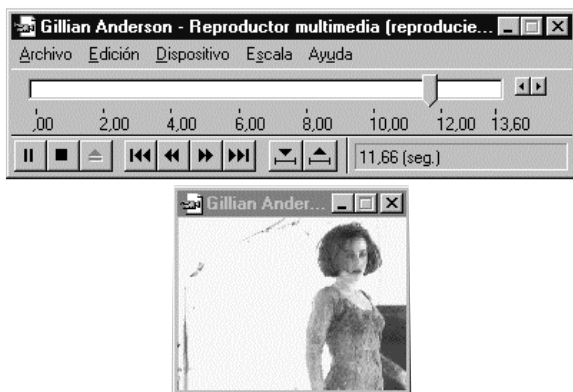 Gillian Anderson - Reproductor multimedia (reproducie...
Archivo Edición Dispositivo Escala Ayuda
,00 2,00 4,00 6,00 8,00 10,00 12,00 13,60
11,66 (seg.)
Gillian Ander...